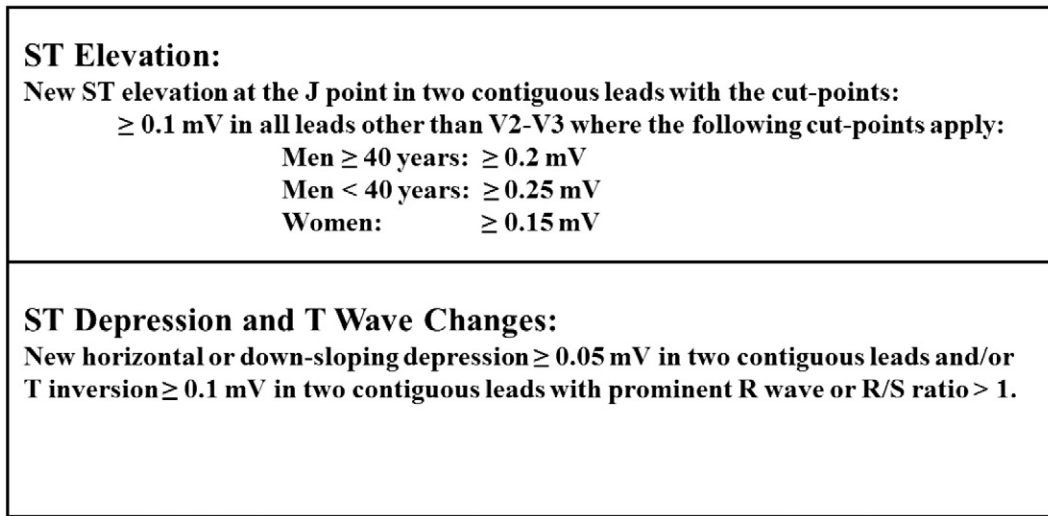 ST Elevation:
New ST elevation at the J point in two contiguous leads with the cut-points:
≥ 0.1 mV in all leads other than V2-V3 where the following cut-points apply:
Men ≥ 40 years: ≥ 0.2 mV
Men < 40 years: ≥ 0.25 mV
Women: ≥ 0.15 mV
ST Depression and T Wave Changes:
New horizontal or down-sloping depression ≥ 0.05 mV in two contiguous leads and/or
T inversion ≥ 0.1 mV in two contiguous leads with prominent R wave or R/S ratio > 1.